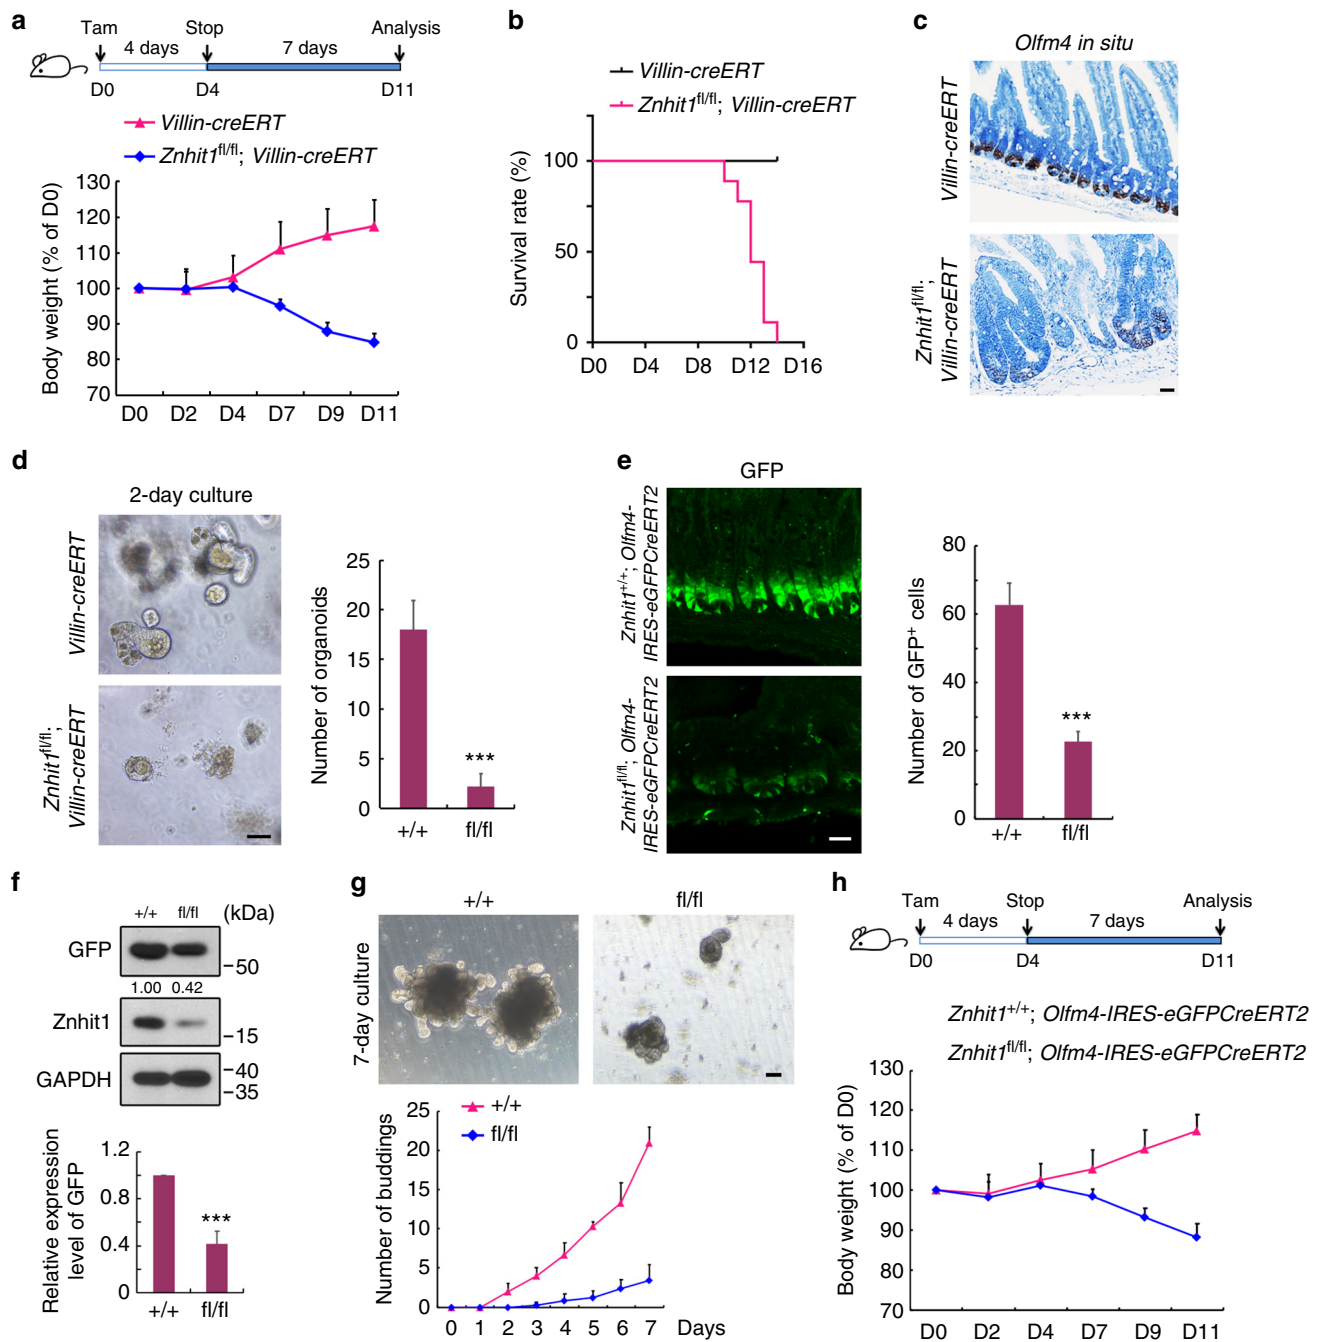 a
Tam Stop Analysis
4 days 7 days
D0 D4 D11
Villin-creERT
Znhit1fl/fl; Villin-creERT
Body weight (% of D0)
130
120
110
100
90
80
70
D0 D2 D4 D7 D9 D11
b
Villin-creERT
Znhit1fl/fl; Villin-creERT
Survival rate (%)
100
50
0
D0 D4 D8 D12 D16
c
Olfm4 in situ
Villin-creERT
Znhit1fl/fl;
Villin-creERT
d
2-day culture
Villin-creERT
Znhit1fl/fl;
Villin-creERT
Number of organoids
25
20
15
10
5
0
***
+/+ fl/fl
e
GFP
Znhit1+/+; Olfm4-
IRES-eGFPCreERT2
Znhit1fl/fl; Olfm4-
IRES-eGFPCreERT2
Number of GFP+ cells
80
60
40
20
0
***
+/+ fl/fl
f
+/+ fl/fl (kDa)
GFP
50
1.00 0.42
Znhit1
15
GAPDH
40
35
Relative expression
level of GFP
1.2
0.8
0.4
0
***
+/+ fl/fl
g
+/+ fl/fl
7-day culture
+/+
fl/fl
Number of buddings
25
20
15
10
5
0
0 1 2 3 4 5 6 7 Days
h
Tam Stop Analysis
4 days 7 days
D0 D4 D11
Znhit1+/+; Olfm4-IRES-eGFPCreERT2
Znhit1fl/fl; Olfm4-IRES-eGFPCreERT2
Body weight (% of D0)
130
120
110
100
90
80
70
D0 D2 D4 D7 D9 D11